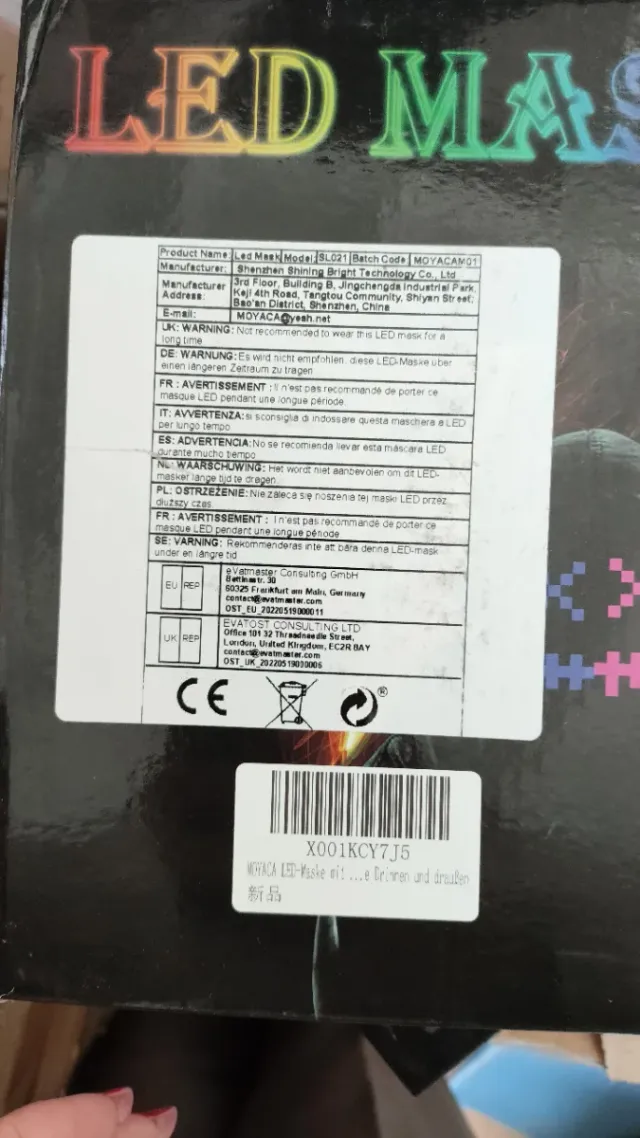 LED MAS
Product Name: Led Mask Model: SL021 Batch Code MOYACAM01
Manufacturer: Shenzhen Shining Bright Technology Co., Ltd
Manufacturer Address: 3rd Floor, Building B, Jingchengda Industrial Park,
Keji 4th Road, Tangtou Community, Shiyan Street,
Bao'an District, Shenzhen, China
E-mail: MOYACA@yeah.net
UK: WARNING: Not recommended to wear this LED mask for a
long time
DE: WARNUNG: Es wird nicht empfohlen, diese LED-Maske über
einen längeren Zeitraum zu tragen
FR : AVERTISSEMENT : Il n'est pas recommandé de porter ce
masque LED pendant une longue période.
IT: AVVERTENZA: si sconsiglia di indossare questa maschera a LED
per lungo tempo
ES: ADVERTENCIA: No se recomienda llevar esta máscara LED
durante mucho tiempo
NL: WAARSCHUWING: Het wordt niet aanbevolen om dit LED-
masker lange tijd te dragen
PL: OSTRZEŻENIE: Nie zaleca się noszenia tej maski LED przez
dłuższy czas
FR : AVERTISSEMENT : Il n'est pas recommandé de porter ce
masque LED pendant une longue période
SE: VARNING: Rekommenderas inte att bära denna LED-mask
under en längre tid
EU REP
eVatmaster Consulting GmbH
Bettinastr. 30
60325 Frankfurt am Main, Germany
contact@evatmaster.com
OST_EU_20220519000011
UK REP
EVATOST CONSULTING LTD
Office 101 32 Threadneedle Street,
London, United Kingdom, EC2R 8AY
contact@evatmaster.com
OST_UK_20220519000006
CE ®
X001KCY7J5
MOYACA LED-Maske mit ...e Drinnen und draußen
新品